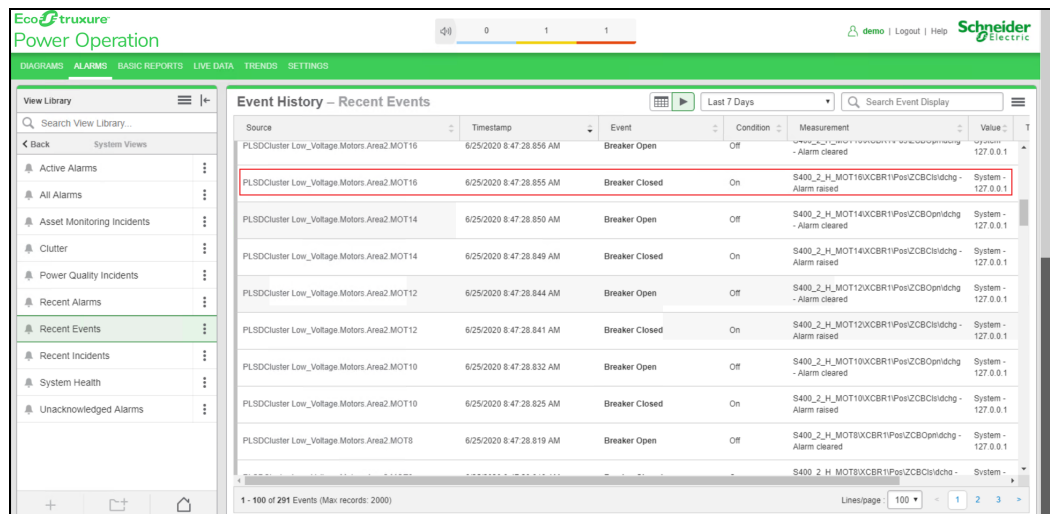 EcoStruxure
Power Operation
0 1 1
demo | Logout | Help
Schneider
Electric
DIAGRAMS ALARMS BASIC REPORTS LIVE DATA TRENDS SETTINGS
View Library
Search View Library...
Back System Views
Active Alarms
All Alarms
Asset Monitoring Incidents
Clutter
Power Quality Incidents
Recent Alarms
Recent Events
Recent Incidents
System Health
Unacknowledged Alarms
Event History – Recent Events
Last 7 Days
Search Event Display
Source Timestamp Event Condition Measurement Value T
PLSDCluster Low_Voltage.Motors.Area2.MOT16 6/25/2020 8:47:28.856 AM Breaker Open Off
- Alarm cleared 127.0.0.1
PLSDCluster Low_Voltage.Motors.Area2.MOT16 6/25/2020 8:47:28.855 AM Breaker Closed On S400_2_H_MOT16\XCBR1\Pos\ZCBCls\dchg - System -
Alarm raised 127.0.0.1
PLSDCluster Low_Voltage.Motors.Area2.MOT14 6/25/2020 8:47:28.850 AM Breaker Open Off S400_2_H_MOT14\XCBR1\Pos\ZCBOpn\dchg System -
- Alarm cleared 127.0.0.1
PLSDCluster Low_Voltage.Motors.Area2.MOT14 6/25/2020 8:47:28.849 AM Breaker Closed On S400_2_H_MOT14\XCBR1\Pos\ZCBCls\dchg - System -
Alarm raised 127.0.0.1
PLSDCluster Low_Voltage.Motors.Area2.MOT12 6/25/2020 8:47:28.844 AM Breaker Open Off S400_2_H_MOT12\XCBR1\Pos\ZCBOpn\dchg System -
- Alarm cleared 127.0.0.1
PLSDCluster Low_Voltage.Motors.Area2.MOT12 6/25/2020 8:47:28.841 AM Breaker Closed On S400_2_H_MOT12\XCBR1\Pos\ZCBCls\dchg - System -
Alarm raised 127.0.0.1
PLSDCluster Low_Voltage.Motors.Area2.MOT10 6/25/2020 8:47:28.832 AM Breaker Open Off S400_2_H_MOT10\XCBR1\Pos\ZCBOpn\dchg System -
- Alarm cleared 127.0.0.1
PLSDCluster Low_Voltage.Motors.Area2.MOT10 6/25/2020 8:47:28.825 AM Breaker Closed On S400_2_H_MOT10\XCBR1\Pos\ZCBCls\dchg - System -
Alarm raised 127.0.0.1
PLSDCluster Low_Voltage.Motors.Area2.MOT8 6/25/2020 8:47:28.819 AM Breaker Open Off S400_2_H_MOT8\XCBR1\Pos\ZCBOpn\dchg - System -
Alarm cleared 127.0.0.1
S400_2_H_MOT8\XCBR1\Pos\ZCBCls\dchg - System -
1 - 100 of 291 Events (Max records: 2000) Lines/page : 100 < 1 2 3 >